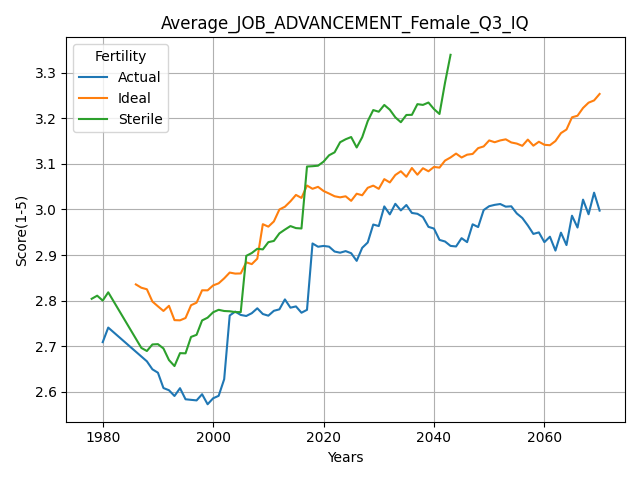 Average_JOB_ADVANCEMENT_Female_Q3_IQ
Fertility
Actual
Ideal
Sterile
Score(1-5)
3.3
3.2
3.1
3.0
2.9
2.8
2.7
2.6
1980
2000
2020
2040
2060
Years